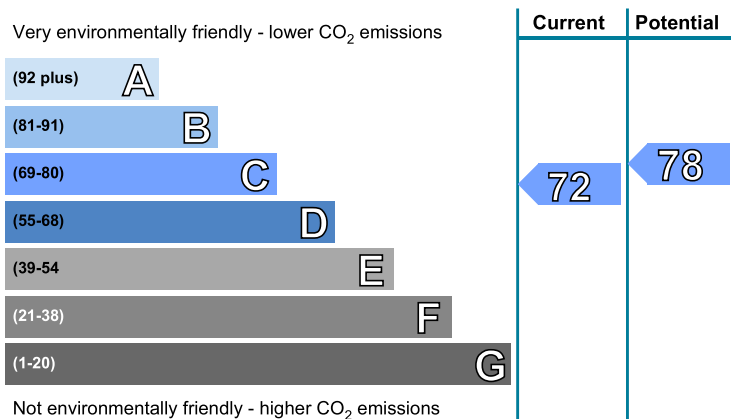 Current Potential
Very environmentally friendly - lower CO₂ emissions
(92 plus) A
(81-91) B
(69-80) C
72 78
(55-68) D
(39-54 E
(21-38) F
(1-20) G
Not environmentally friendly - higher CO₂ emissions